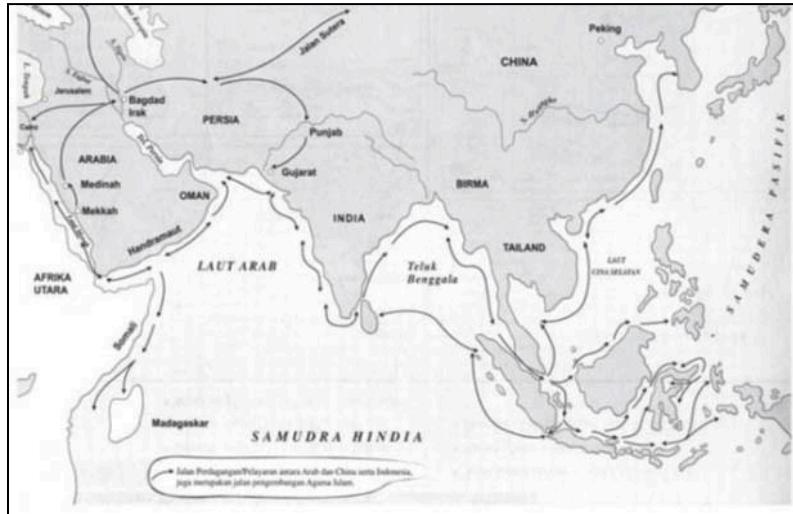 Peking
CHINA
Jalan Sutera
Jerusalem
Bagdad
Irak
Cairo
PERSIA
Punjab
ARABIA
Gujarat
Medinah
OMAN
BIRMA
Mekkah
INDIA
Handramaut
TAILAND
LAUT ARAB
Teluk
Benggala
LAUT
CINA SELATAN
AFRIKA
UTARA
SAMUDERA PASIFIK
Somali
Madagaskar
SAMUDRA HINDIA
Jalan Perdagangan/Pelayaran antara Arab dan China serta Indonesia,
juga merupakan jalan pengembangan Agama Islam.